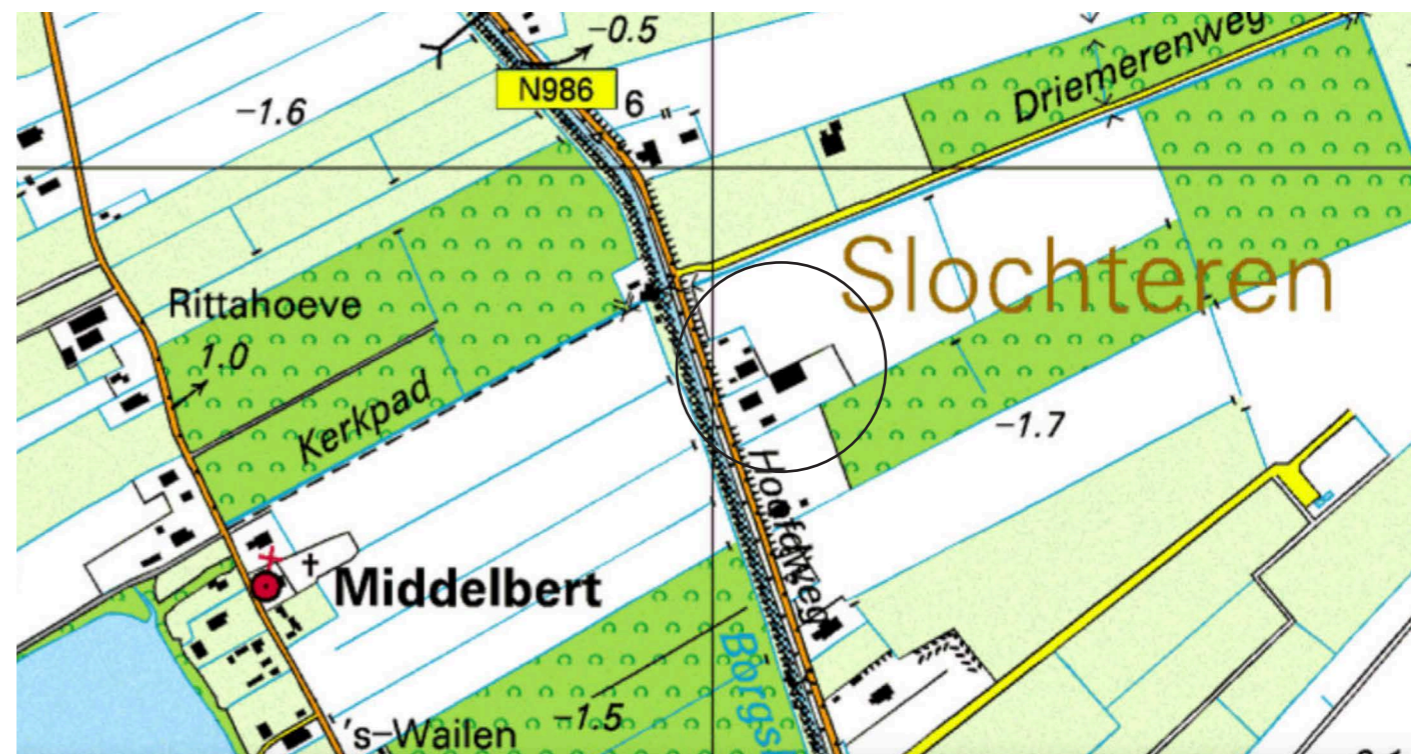 -0.5
N986
6
Driemerenweg
-1.6
Slochteren
Rittahoeve
1.0
Kerkpad
-1.7
Hoofdweg
Middelbert
Borgsl
-1.5
's-Wailen